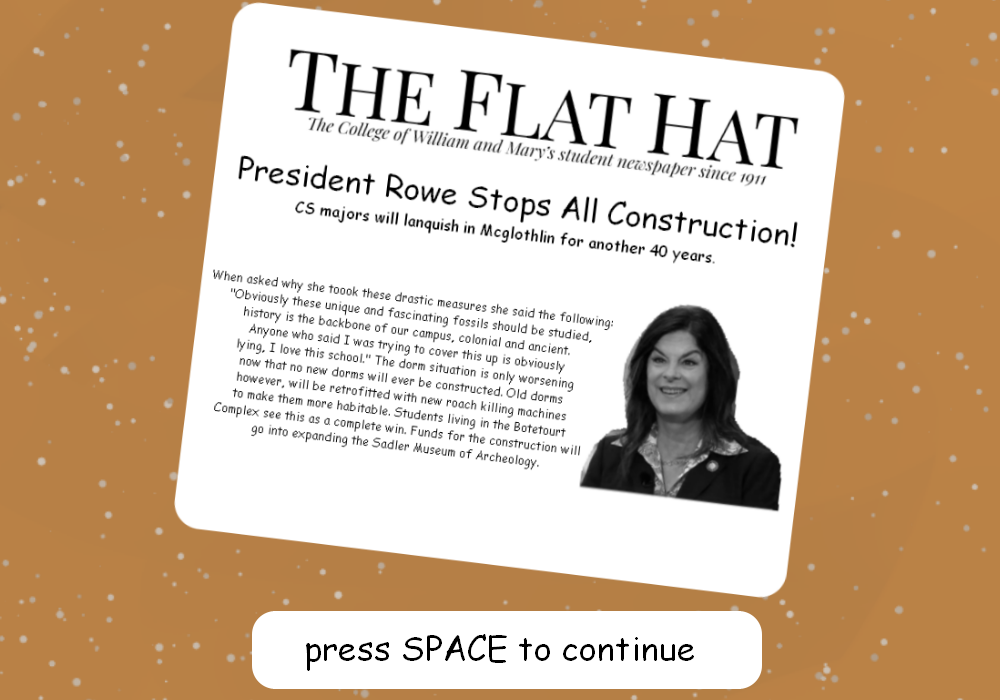 THE FLAT HAT
The College of William and Mary's student newspaper since 1911
President Rowe Stops All Construction!
CS majors will lanquish in Mcglothlin for another 40 years.
When asked why she toook these drastic measures she said the following:
"Obviously these unique and fascinating fossils should be studied,
history is the backbone of our campus, colonial and ancient.
Anyone who said I was trying to cover this up is obviously
lying, I love this school." The dorm situation is only worsening
now that no new dorms will ever be constructed. Old dorms
however, will be retrofitted with new roach killing machines
to make them more habitable. Students living in the Botetourt
Complex see this as a complete win. Funds for the construction will
go into expanding the Sadler Museum of Archeology.
press SPACE to continue